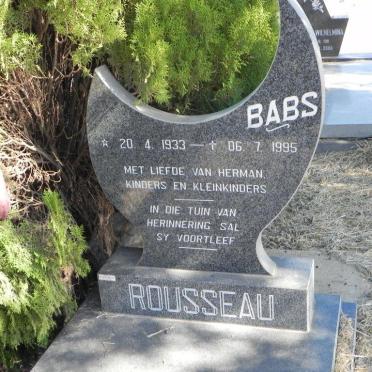 WILHELMINA
BABS
☆ 20. 4. 1933 — ✝ 06. 7. 1995
MET LIEFDE VAN HERMAN,
KINDERS EN KLEINKINDERS
IN DIE TUIN VAN
HERINNERING SAL
SY VOORTLEEF
ROUSSEAU